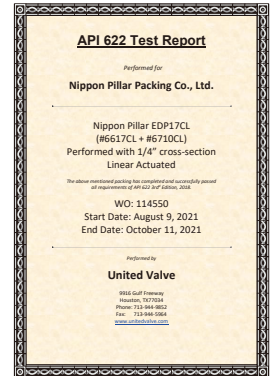 API 622 Test Report
Performed for
Nippon Pillar Packing Co., Ltd.
Nippon Pillar EDP17CL
(#6617CL + #6710CL)
Performed with 1/4" cross-section
Linear Actuated
The above mentioned packing has completed and successfully passed
all requirements of API 622 3rd Edition, 2018.
WO: 114550
Start Date: August 9, 2021
End Date: October 11, 2021
Performed by
United Valve
9916 Gulf Freeway
Houston, TX77034
Phone: 713-944-9852
Fax: 713-944-5964
www.unitedvalve.com